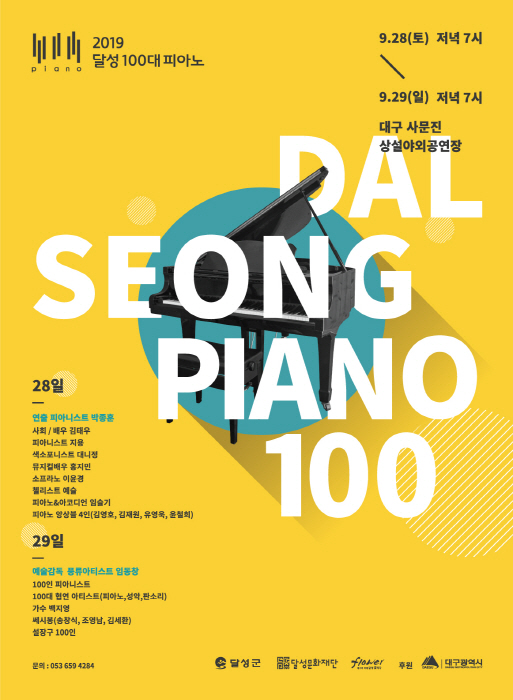 piano
2019
달성 100대 피아노
9.28(토) 저녁 7시
9.29(일) 저녁 7시
대구 사문진
상설야외공연장
DAL
SEONG
PIANO
100
28일
연출 피아니스트 박종훈
사회 / 배우 김태우
피아니스트 지용
색소포니스트 대니정
뮤지컬배우 홍지민
소프라노 이윤경
첼리스트 예슬
피아노&아코디언 임슬기
피아노 앙상블 4인(김영호, 김재원, 유영욱, 윤철희)
29일
예술감독 풍류아티스트 임동창
100인 피아니스트
100대 협연 아티스트(피아노,성악,판소리)
가수 백지영
쎄시봉(송창식, 조영남, 김세환)
설장구 100인
문의 : 053 659 4284
달성군
달성문화재단
flower
후원
대구광역시